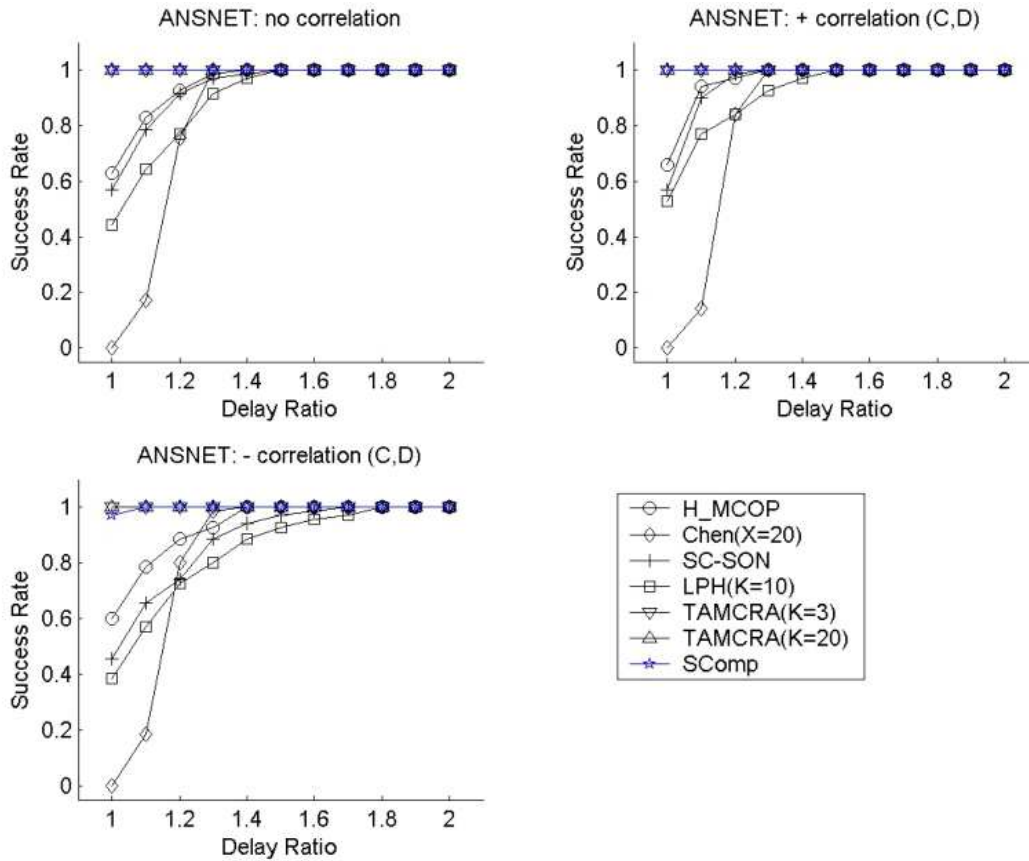 ANSNET: no correlation
1
0.8
0.6
0.4
0.2
0
Success Rate
1 1.2 1.4 1.6 1.8 2
Delay Ratio
ANSNET: + correlation (C,D)
1
0.8
0.6
0.4
0.2
0
Success Rate
1 1.2 1.4 1.6 1.8 2
Delay Ratio
ANSNET: - correlation (C,D)
1
0.8
0.6
0.4
0.2
0
Success Rate
1 1.2 1.4 1.6 1.8 2
Delay Ratio
H_MCOP
Chen(X=20)
SC-SON
LPH(K=10)
TAMCRA(K=3)
TAMCRA(K=20)
SComp